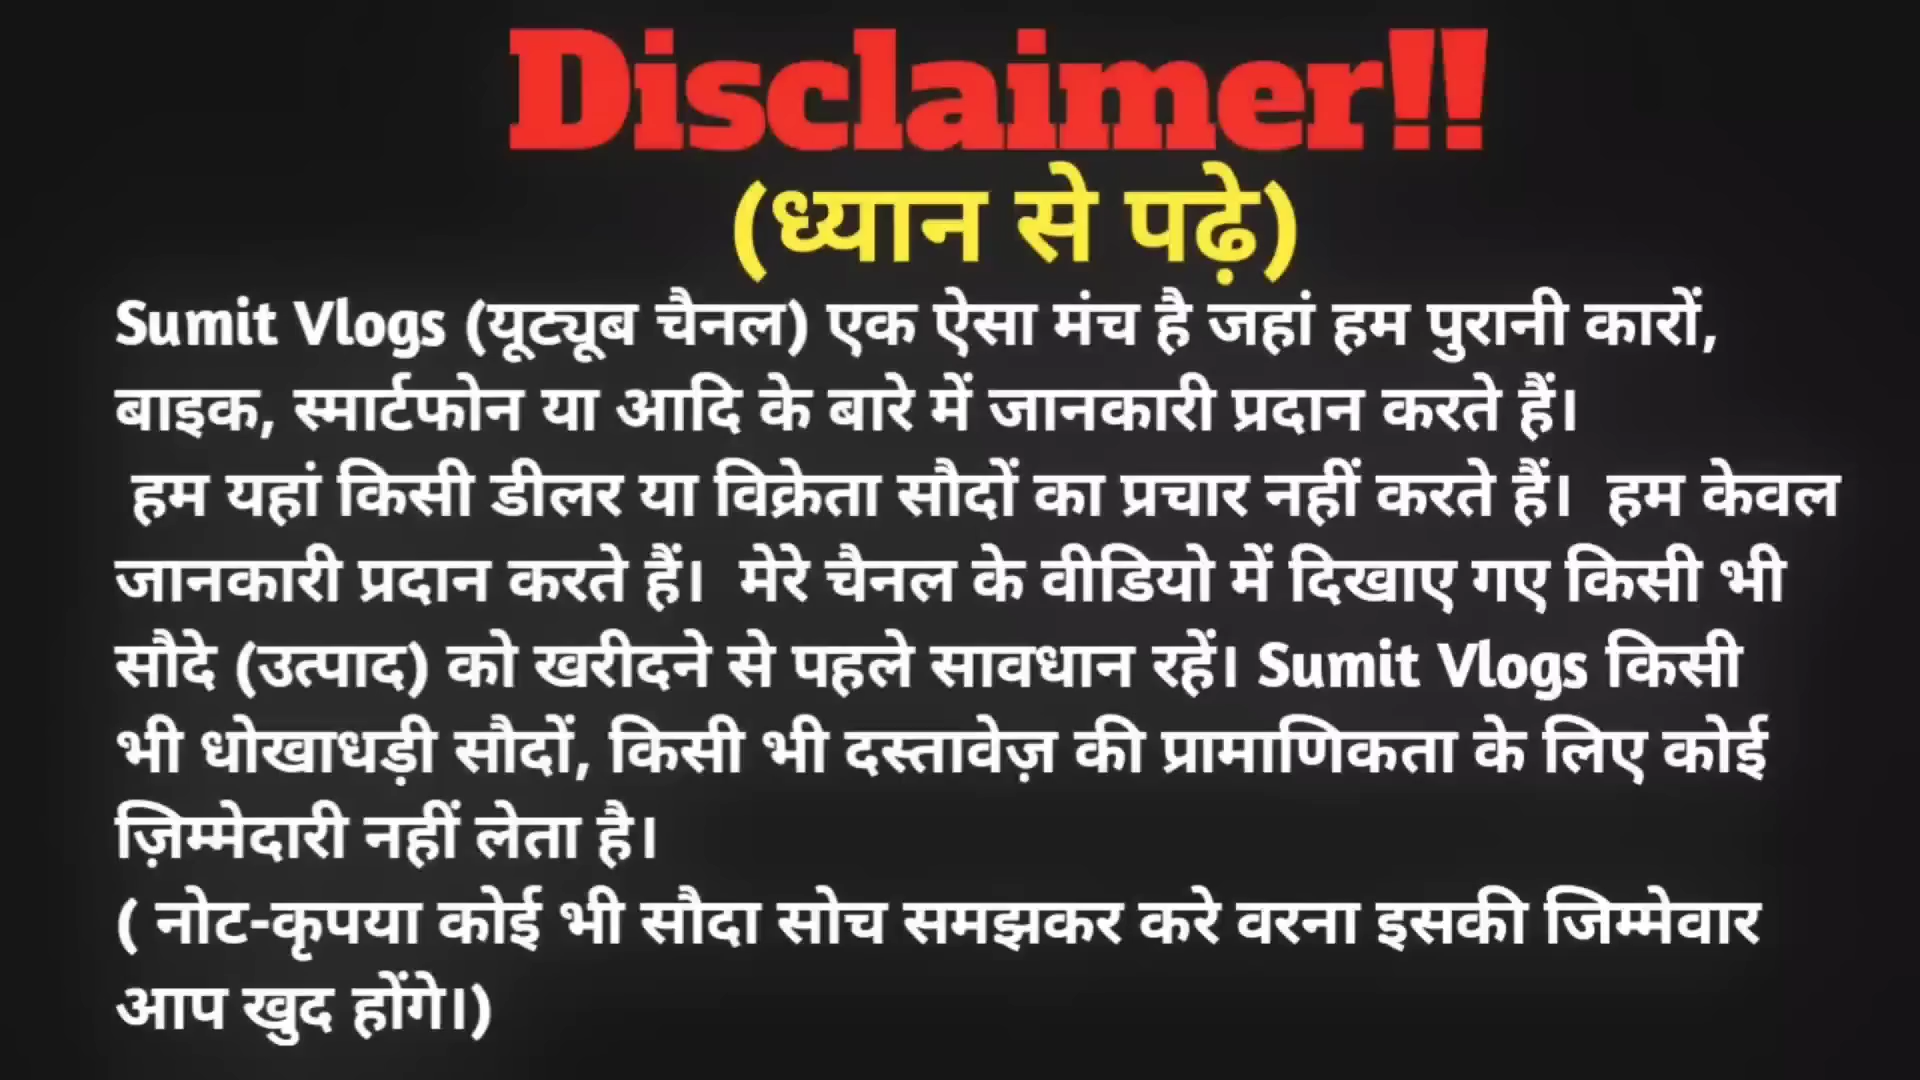 Disclaimer!!
(ध्यान से पढ़े)
Sumit Vlogs (यूट्यूब चैनल) एक ऐसा मंच है जहां हम पुरानी कारों,
बाइक, स्मार्टफोन या आदि के बारे में जानकारी प्रदान करते हैं।
हम यहां किसी डीलर या विक्रेता सौदों का प्रचार नहीं करते हैं। हम केवल
जानकारी प्रदान करते हैं। मेरे चैनल के वीडियो में दिखाए गए किसी भी
सौदे (उत्पाद) को खरीदने से पहले सावधान रहें। Sumit Vlogs किसी
भी धोखाधड़ी सौदों, किसी भी दस्तावेज़ की प्रामाणिकता के लिए कोई
ज़िम्मेदारी नहीं लेता है।
( नोट-कृपया कोई भी सौदा सोच समझकर करे वरना इसकी जिम्मेवार
आप खुद होंगे।)